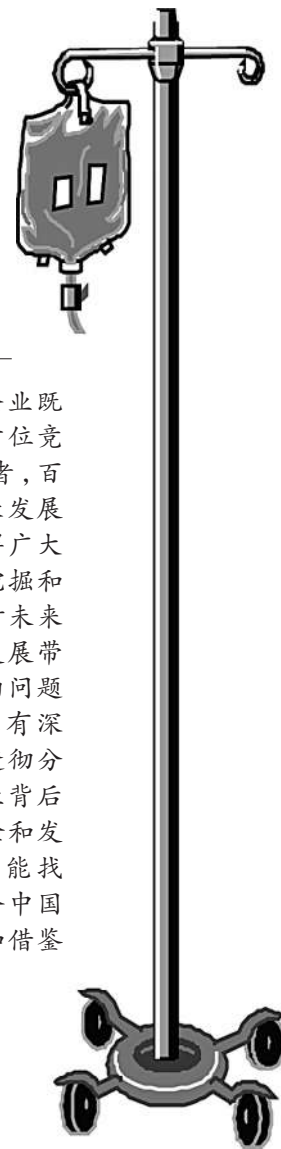 业既
位竞
者,百
发展
广大
掘和
未来
展带
问题
有深
彻分
背后
和发
能找
中国
借鉴